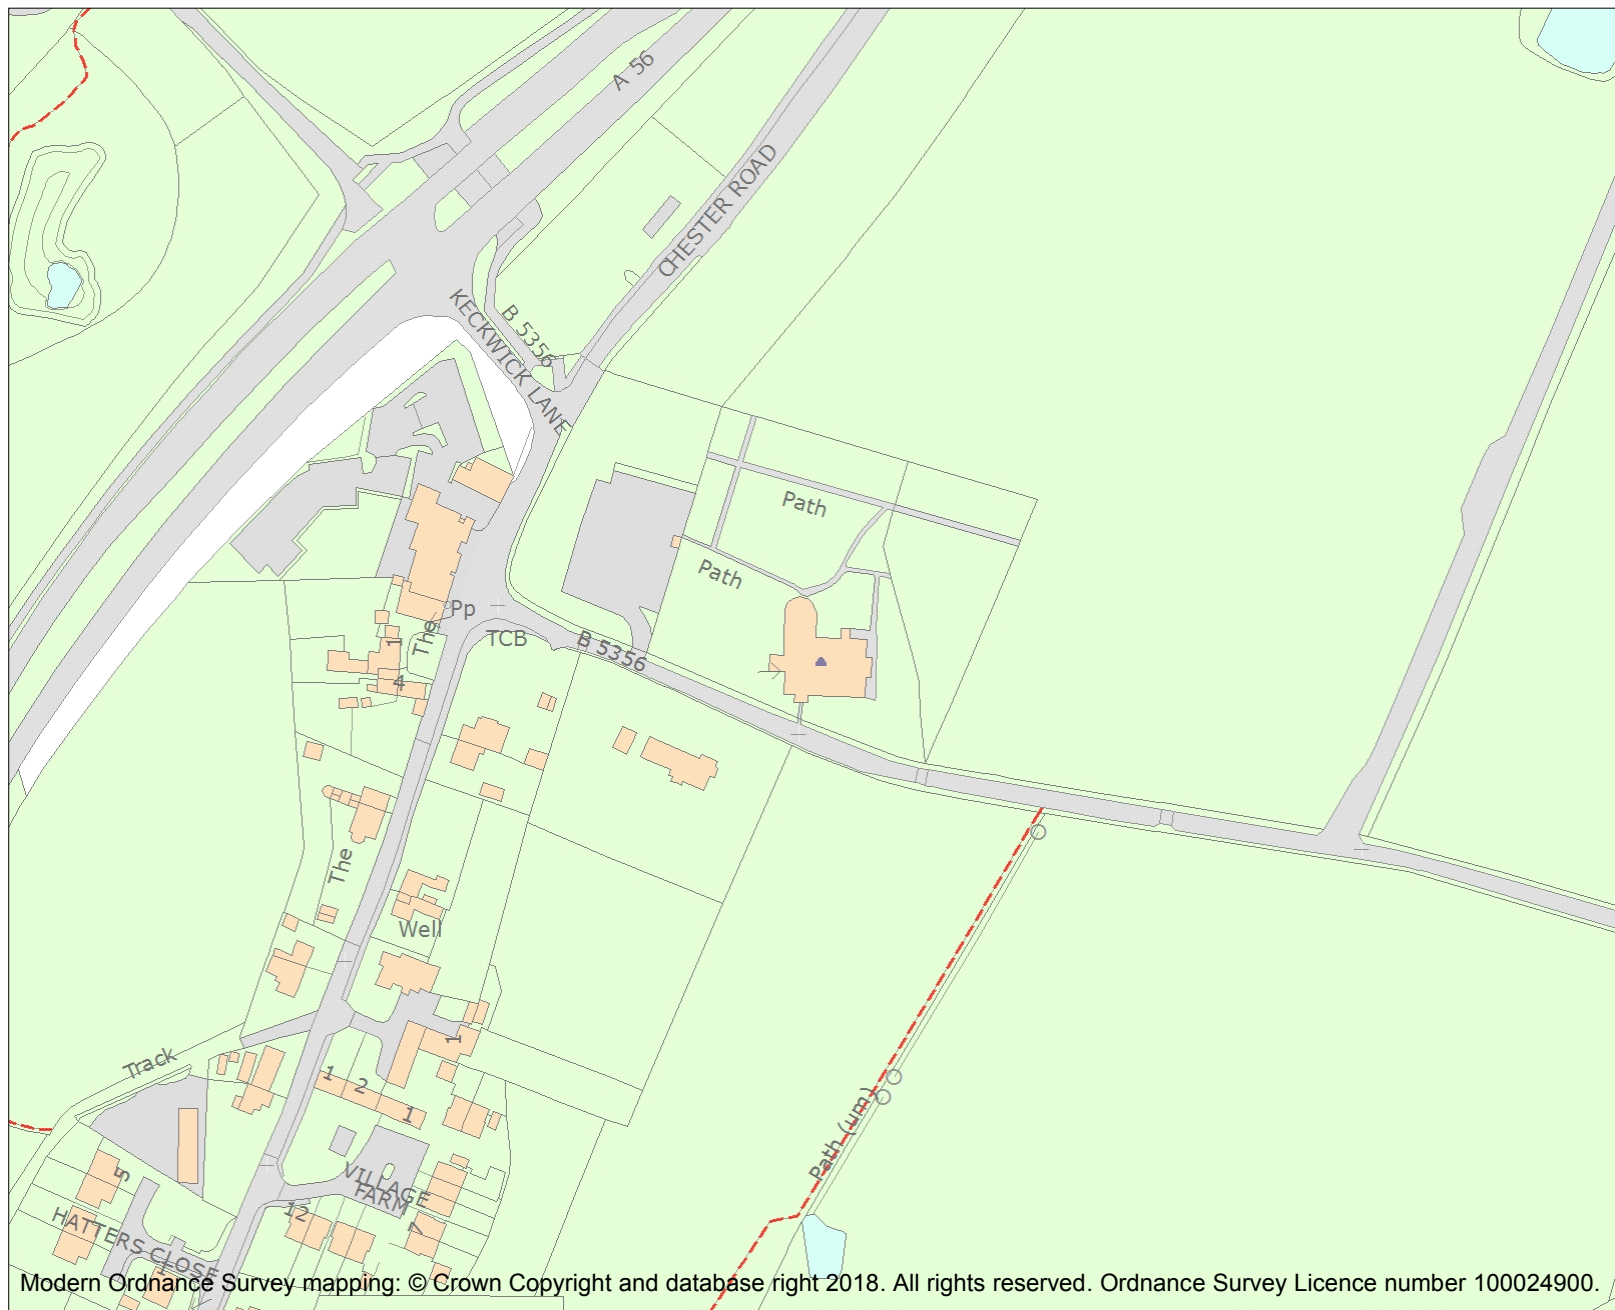 A 56
CHESTER ROAD
B 5356
KECKWICK LANE
Path
Path
Pp
The
TCB
B 5356
1
4
The
Well
Track
1
1
2
1
Path (um)
5
VILLAGE
FARM
12
7
HATTERS CLOSE
1
Modern Ordnance Survey mapping: © Crown Copyright and database right 2018. All rights reserved. Ordnance Survey Licence number 100024900.